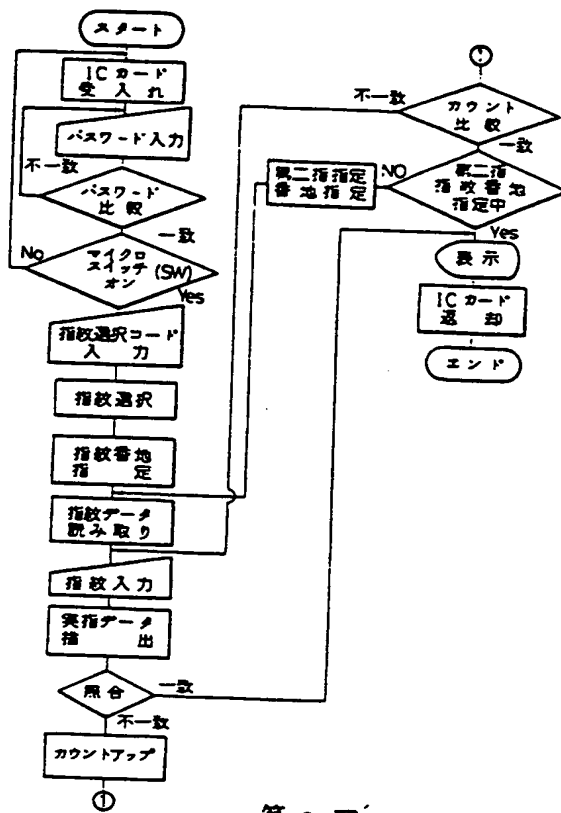 スタート
ICカード
受入れ
パスワード入力
不一致
パスワード
比較
一致
No
マイクロ
スイッチ(SW)
オン
Yes
指紋選択コード
入力
指紋選択
指紋番地
指定
指紋データ
読み取り
指紋入力
実指データ
抽出
照合
一致
不一致
カウントアップ
①
①
不一致
カウント
比較
一致
第二指指定
番地指定
NO
第二指
指紋番地
指定中
Yes
表示
ICカード
返却
エンド